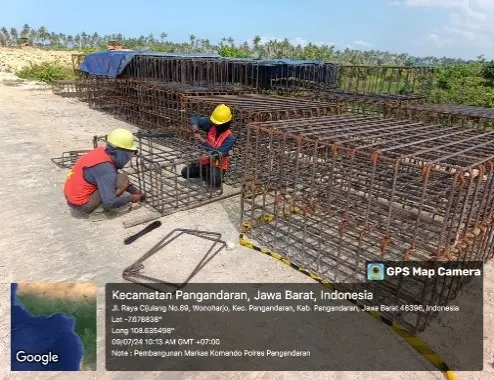 GPS Map Camera
Kecamatan Pangandaran, Jawa Barat, Indonesia
Jl. Raya Cijulang No.69, Wonoharjo, Kec. Pangandaran, Kab. Pangandaran, Jawa Barat 46396, Indonesia
Lat -7.678838°
Long 108.635498°
09/07/24 10:13 AM GMT +07:00
Note : Pembangunan Markas Komando Polres Pangandaran
Google